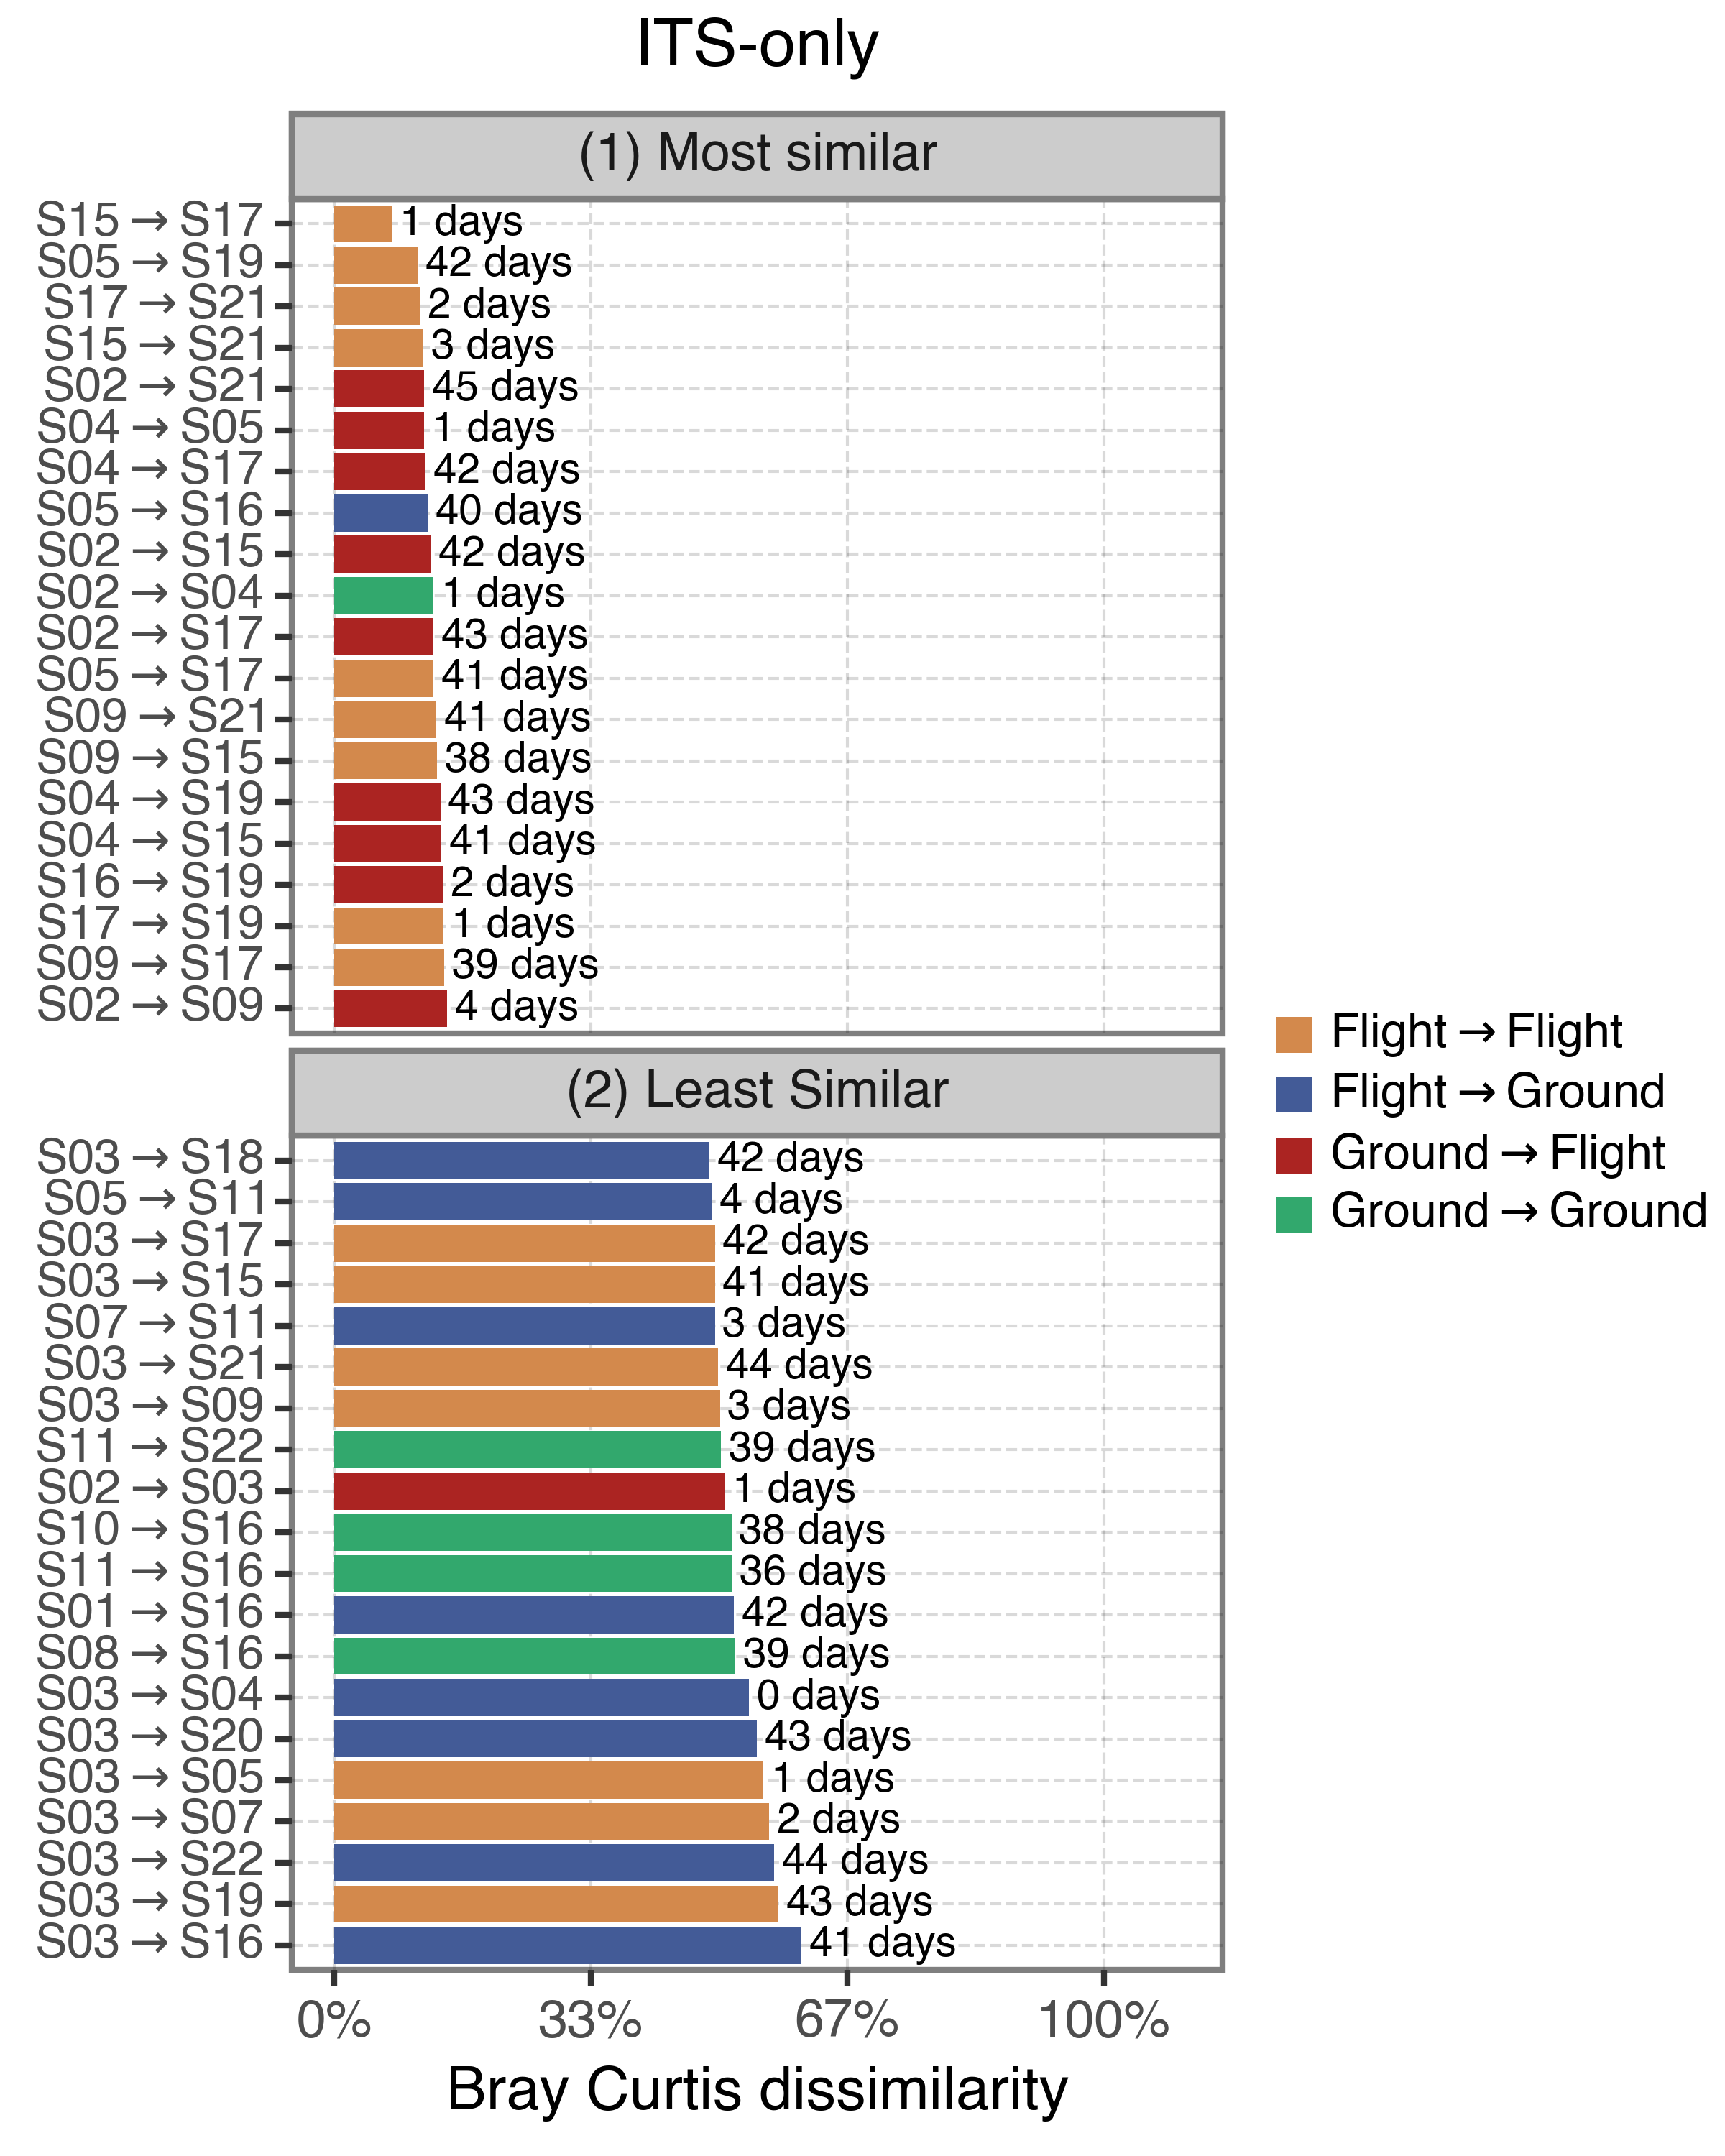 ITS-only
(1) Most similar
S15 → S17 1 days
S05 → S19 42 days
S17 → S21 2 days
S15 → S21 3 days
S02 → S21 45 days
S04 → S05 1 days
S04 → S17 42 days
S05 → S16 40 days
S02 → S15 42 days
S02 → S04 1 days
S02 → S17 43 days
S05 → S17 41 days
S09 → S21 41 days
S09 → S15 38 days
S04 → S19 43 days
S04 → S15 41 days
S16 → S19 2 days
S17 → S19 1 days
S09 → S17 39 days
S02 → S09 4 days
(2) Least Similar
S03 → S18 42 days
S05 → S11 4 days
S03 → S17 42 days
S03 → S15 41 days
S07 → S11 3 days
S03 → S21 44 days
S03 → S09 3 days
S11 → S22 39 days
S02 → S03 1 days
S10 → S16 38 days
S11 → S16 36 days
S01 → S16 42 days
S08 → S16 39 days
S03 → S04 0 days
S03 → S20 43 days
S03 → S05 1 days
S03 → S07 2 days
S03 → S22 44 days
S03 → S19 43 days
S03 → S16 41 days
0% 33% 67% 100%
Bray Curtis dissimilarity
Flight → Flight
Flight → Ground
Ground → Flight
Ground → Ground